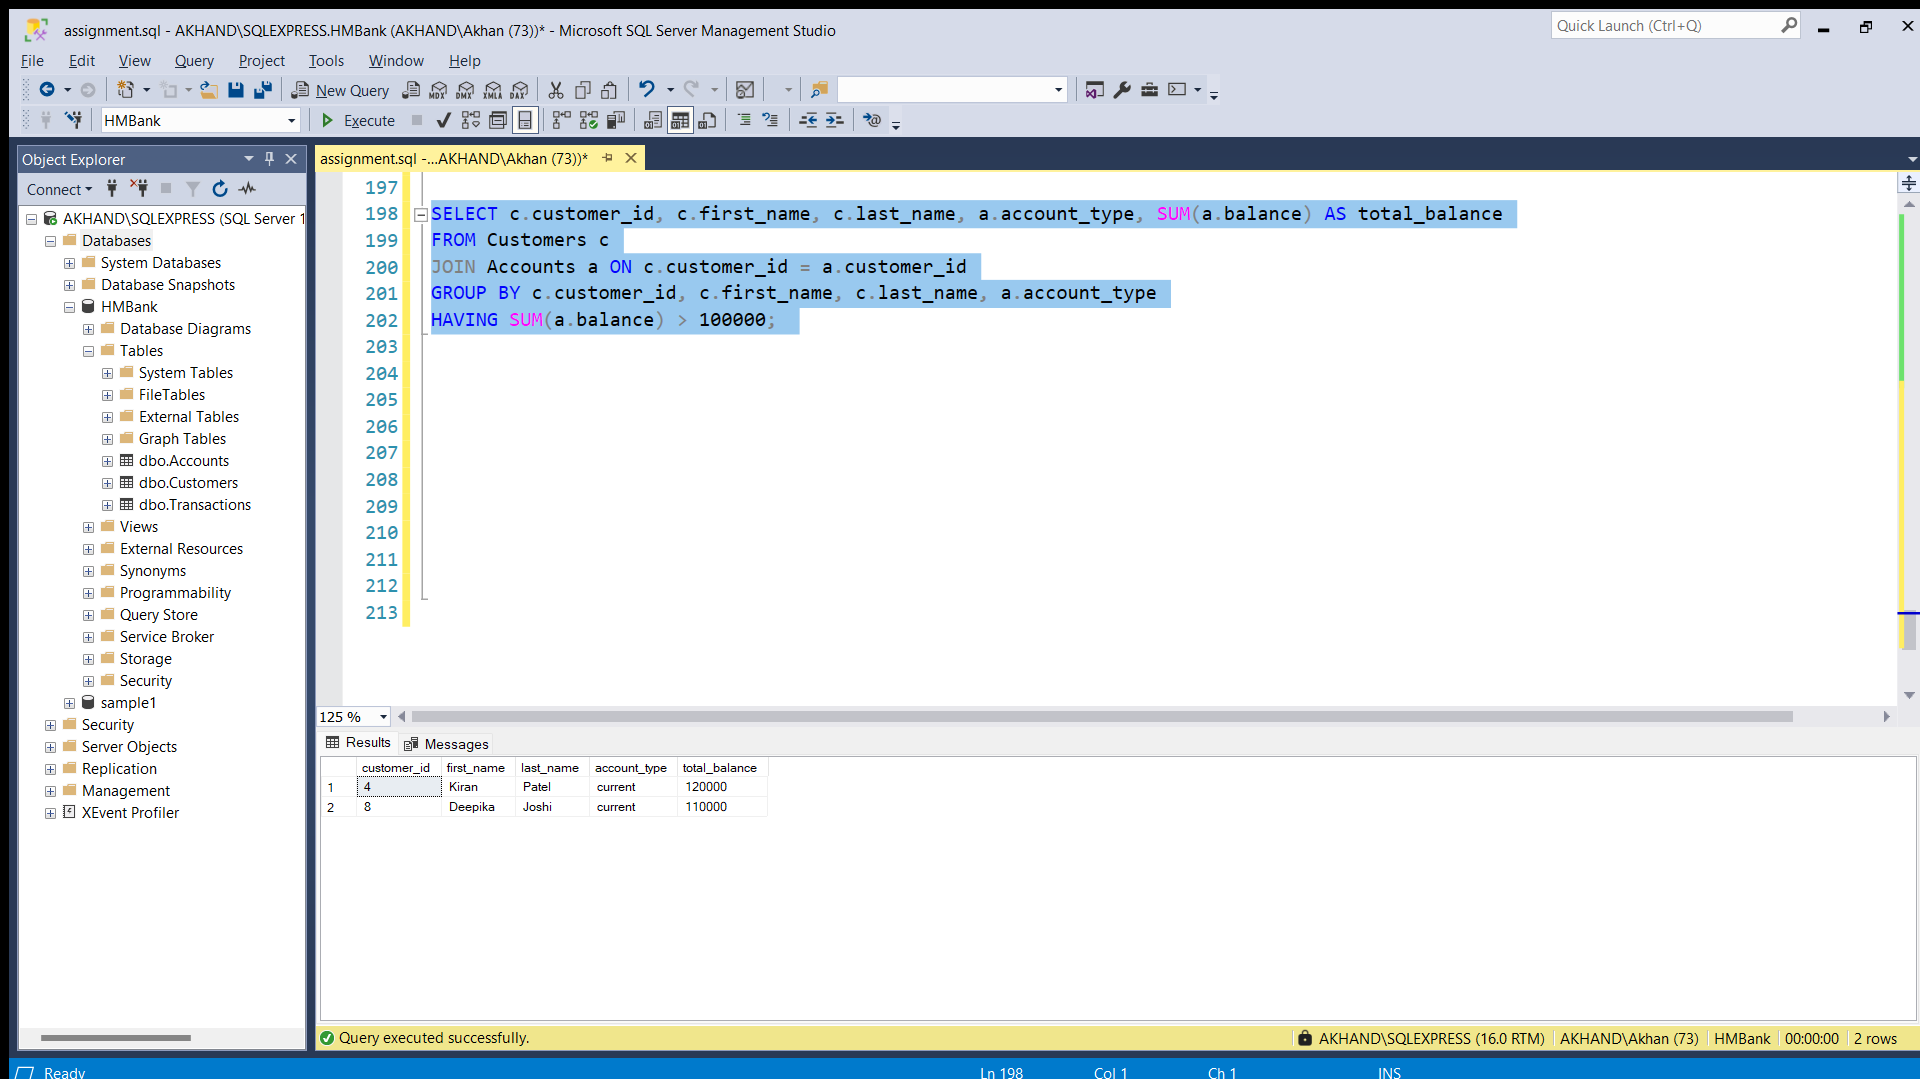 assignment.sql - AKHAND\SQLEXPRESS.HMBank (AKHAND\Akhan (73))* - Microsoft SQL Server Management Studio
Quick Launch (Ctrl+Q)
File Edit View Query Project Tools Window Help
New Query MDX DMX XMLA DAX
HMBank Execute
Object Explorer
assignment.sql -...AKHAND\Akhan (73))*
Connect
AKHAND\SQLEXPRESS (SQL Server 1
Databases
System Databases
Database Snapshots
HMBank
Database Diagrams
Tables
System Tables
FileTables
External Tables
Graph Tables
dbo.Accounts
dbo.Customers
dbo.Transactions
Views
External Resources
Synonyms
Programmability
Query Store
Service Broker
Storage
Security
sample1
Security
Server Objects
Replication
Management
XEvent Profiler
197
198 SELECT c.customer_id, c.first_name, c.last_name, a.account_type, SUM(a.balance) AS total_balance
199 FROM Customers c
200 JOIN Accounts a ON c.customer_id = a.customer_id
201 GROUP BY c.customer_id, c.first_name, c.last_name, a.account_type
202 HAVING SUM(a.balance) > 100000;
203
204
205
206
207
208
209
210
211
212
213
125 %
Results Messages
customer_id first_name last_name account_type total_balance
1 4 Kiran Patel current 120000
2 8 Deepika Joshi current 110000
Query executed successfully. AKHAND\SQLEXPRESS (16.0 RTM) AKHAND\Akhan (73) HMBank 00:00:00 2 rows
Ready Ln 198 Col 1 Ch 1 INS